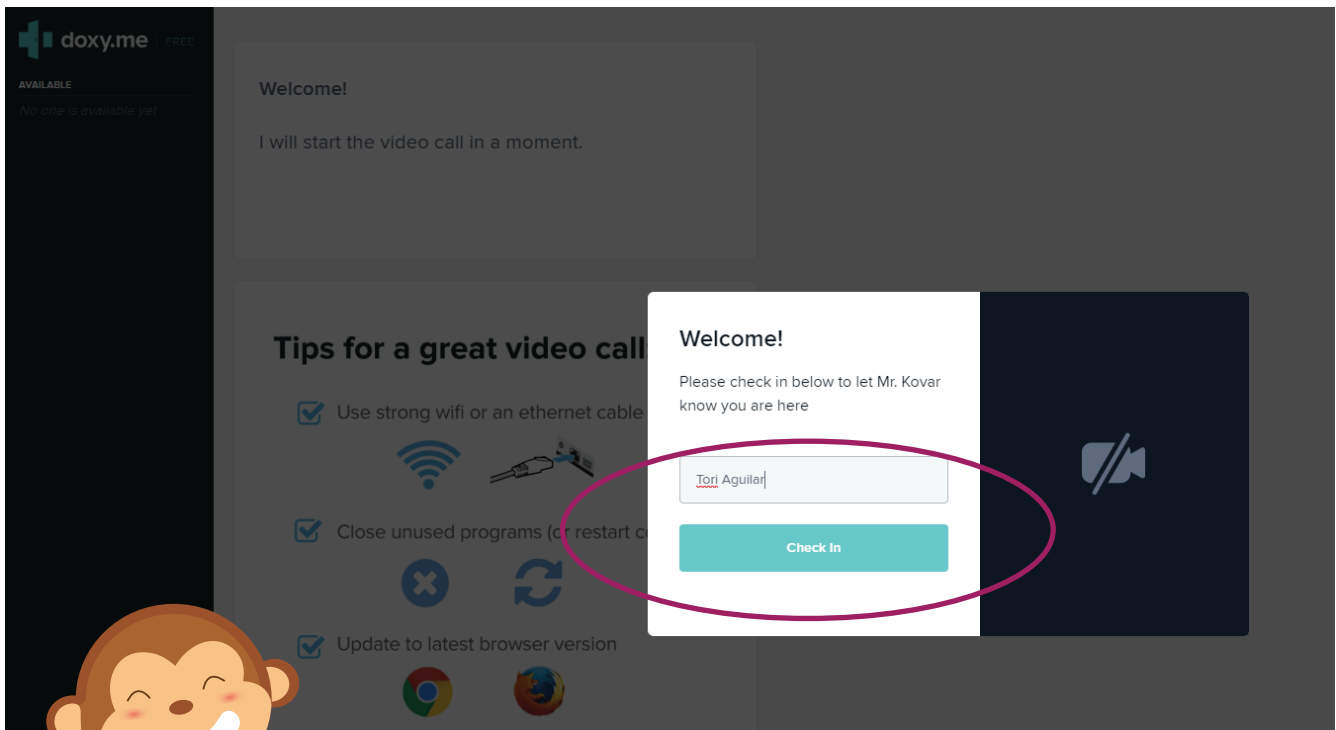 doxy.me FREE
AVAILABLE
No one is available yet
Welcome!
I will start the video call in a moment.
Tips for a great video call
Use strong wifi or an ethernet cable
Close unused programs (or restart co
Update to latest browser version
Welcome!
Please check in below to let Mr. Kovar
know you are here
Tori Aguilar
Check In